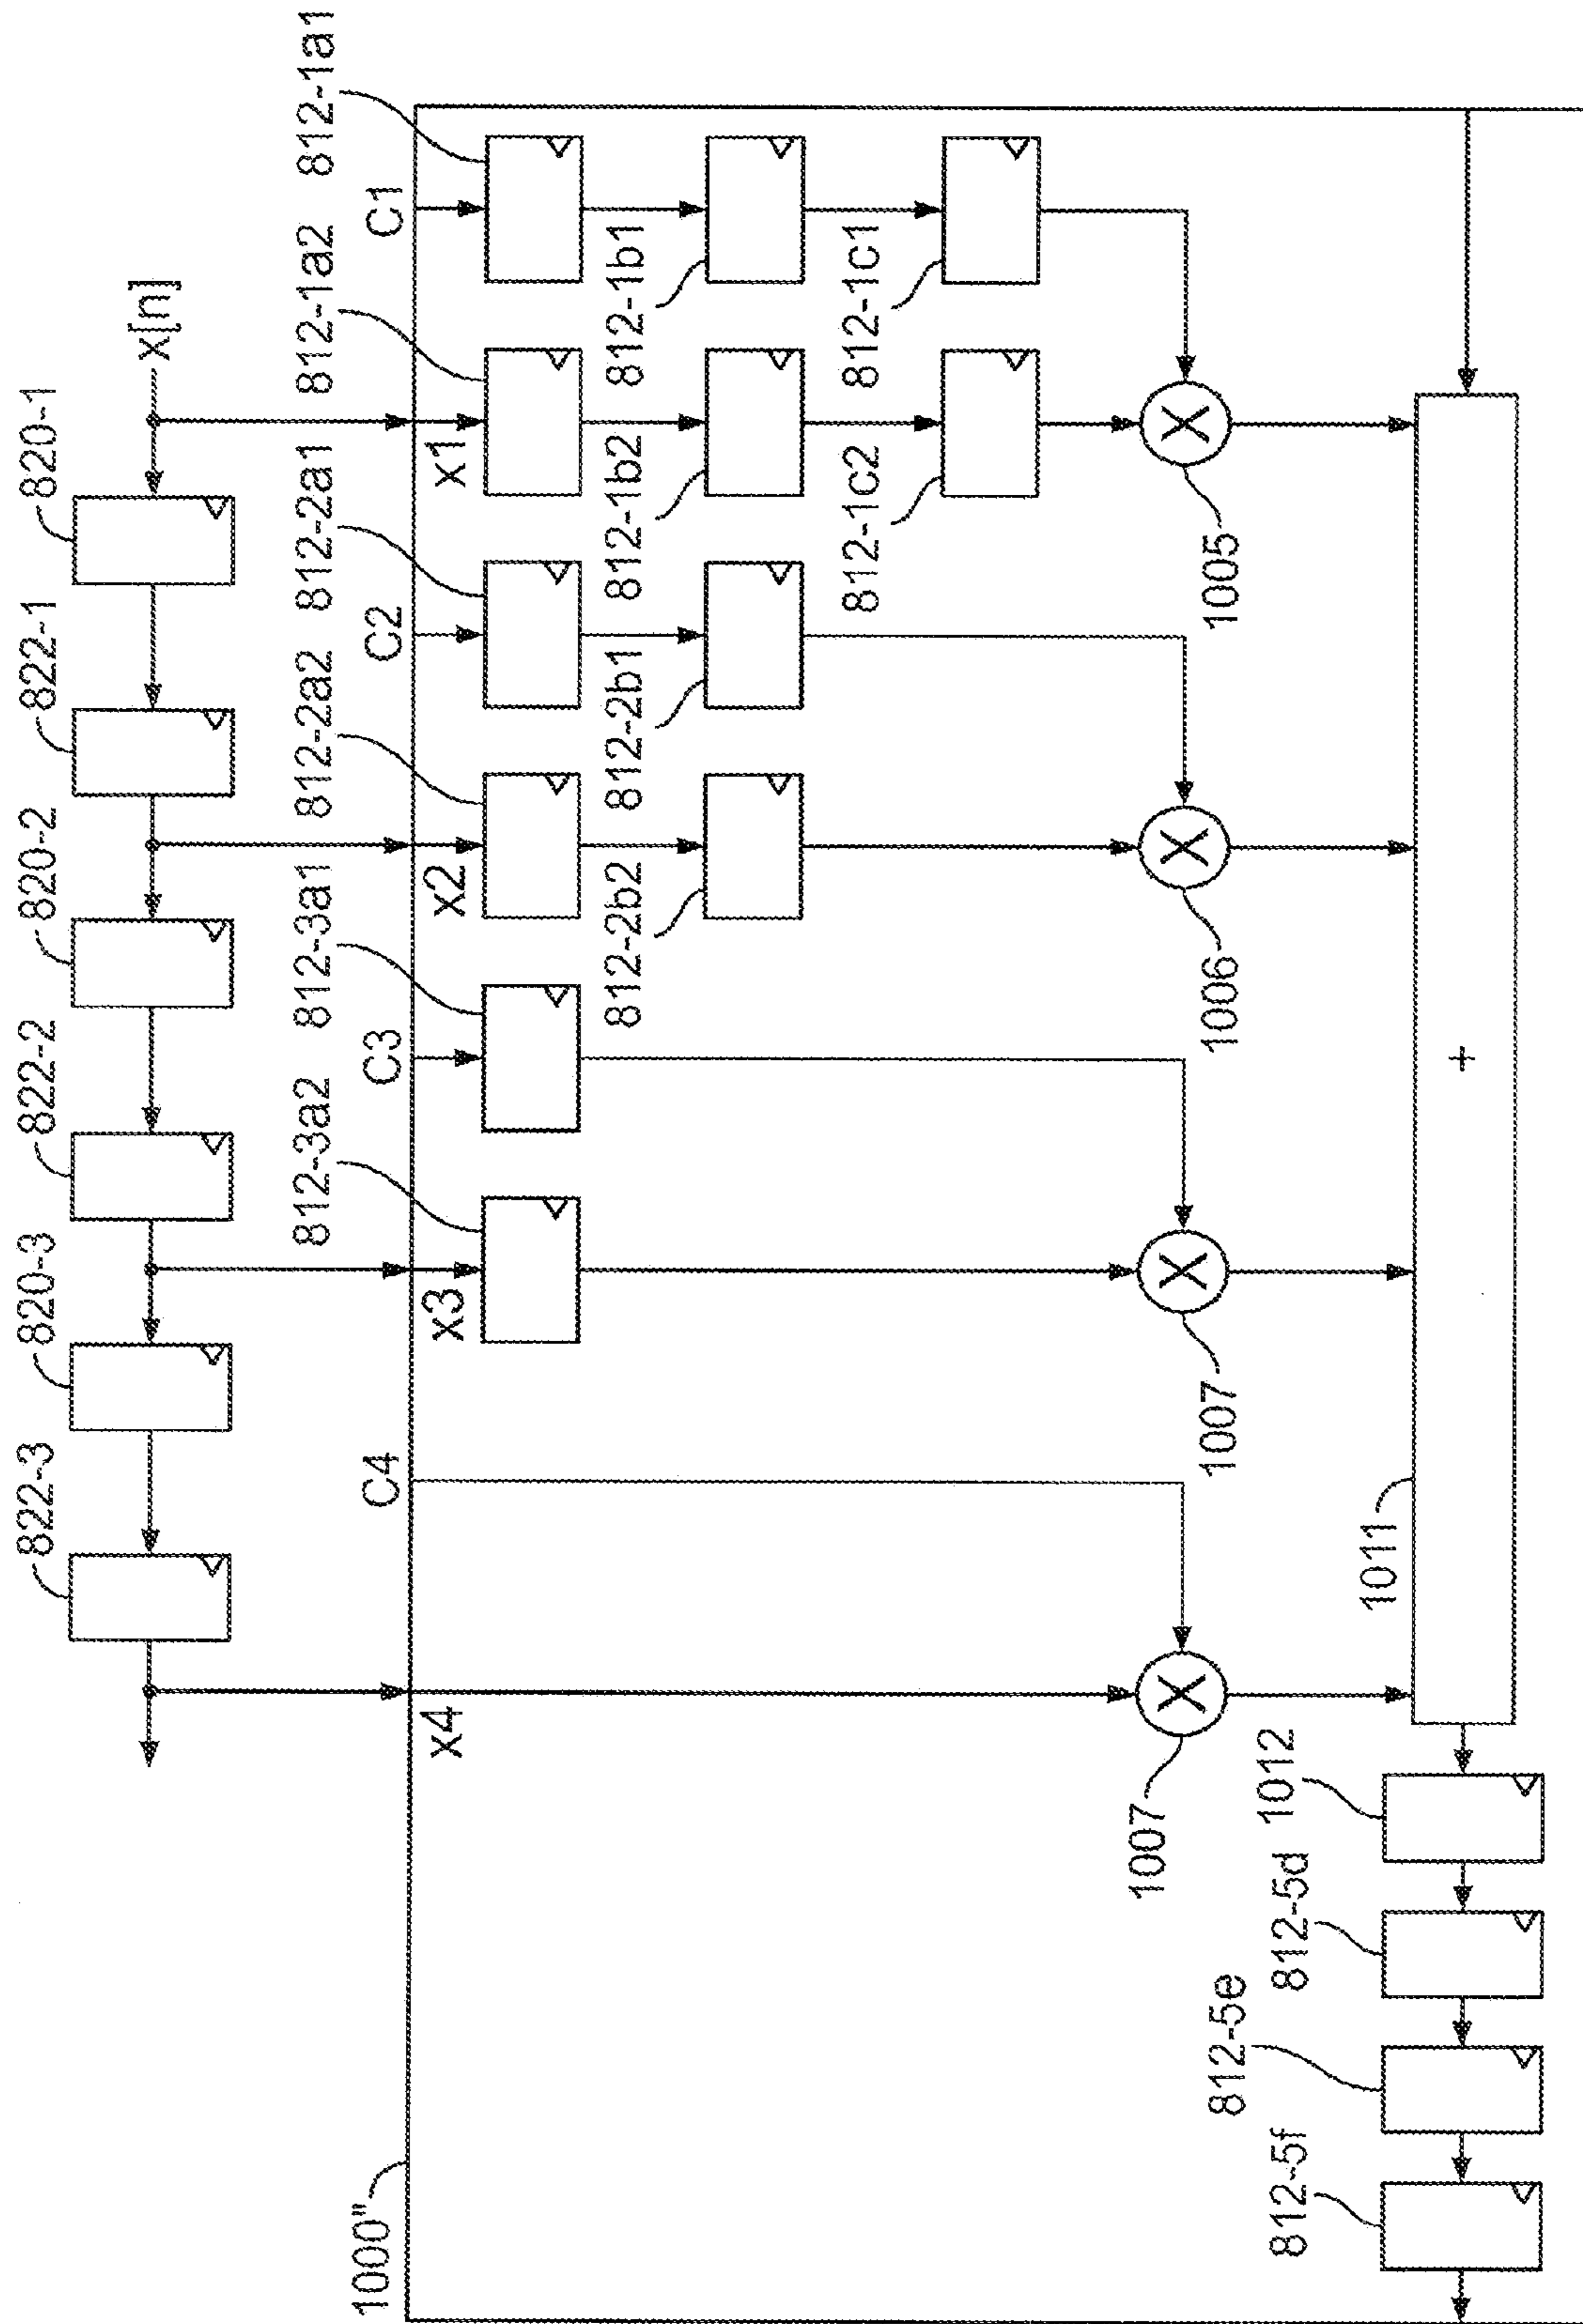 822-3
820-3
822-2
820-2
822-1
820-1
x[n]
812-3a2
812-3a1
812-2a2
812-2a1
812-1a2
812-1a1
1000"
C4
C3
C2
C1
x4
x3
x2
x1
812-2b2
812-2b1
812-1b2
812-1b1
812-1c2
812-1c1
X
X
X
X
1007
1007
1006
1005
812-5f
812-5e
812-5d
1012
1011
+